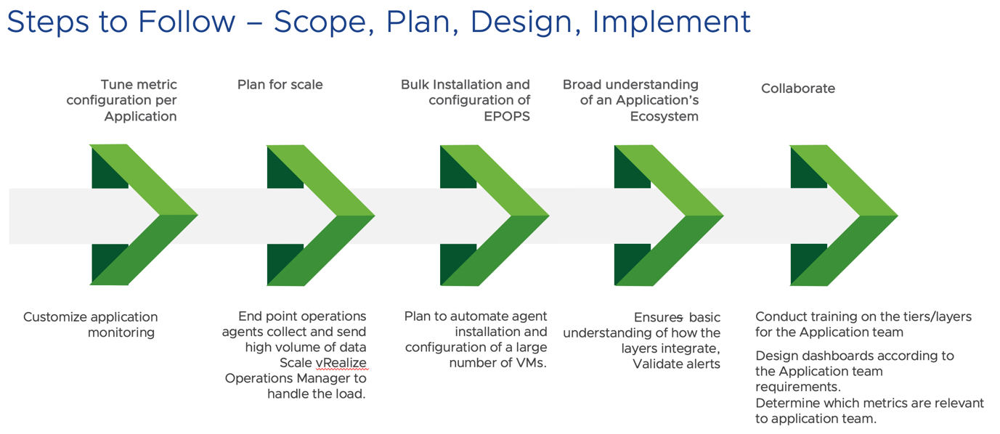 Steps to Follow – Scope, Plan, Design, Implement
Tune metric
configuration per
Application
Plan for scale
Bulk Installation and
configuration of
EPOPS
Broad understanding
of an Application’s
Ecosystem
Collaborate
Customize application
monitoring
End point operations
agents collect and send
high volume of data
Scale vRealize
Operations Manager to
handle the load.
Plan to automate agent
installation and
configuration of a large
number of VMs.
Ensures basic
understanding of how the
layers integrate,
Validate alerts
Conduct training on the tiers/layers
for the Application team
Design dashboards according to
the Application team
requirements.
Determine which metrics are relevant
to application team.